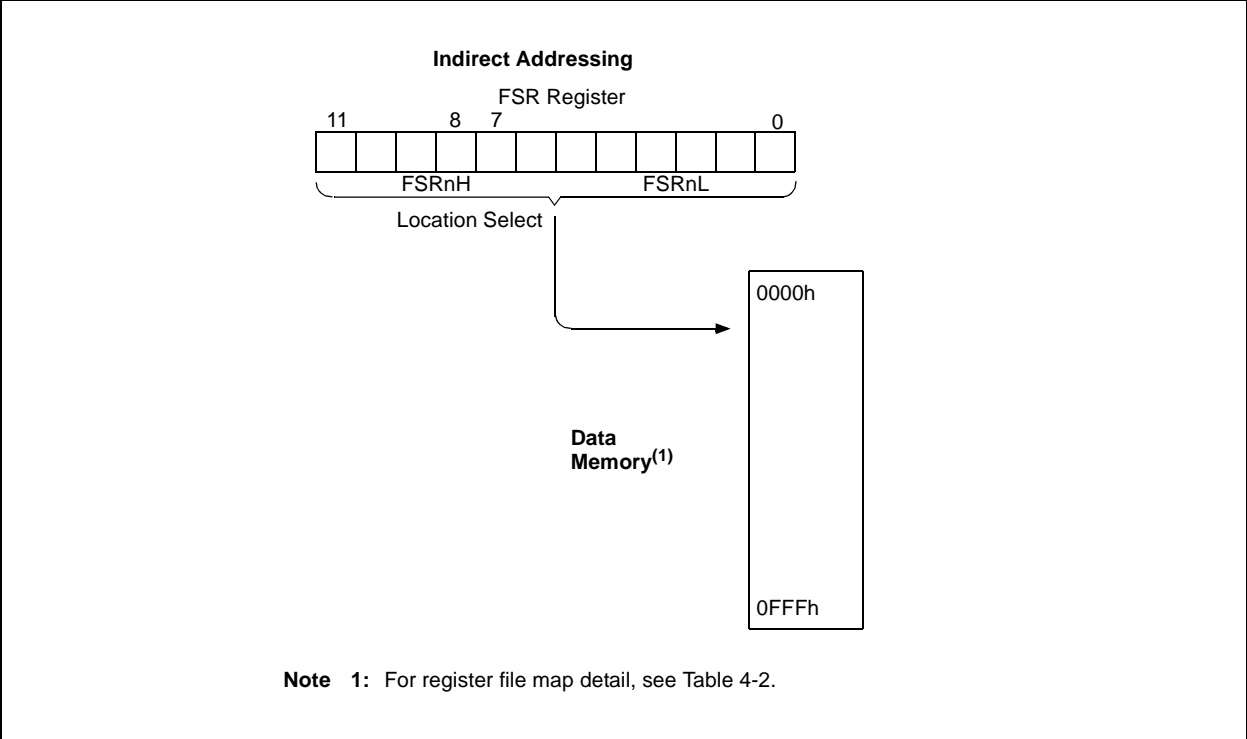 Indirect Addressing
FSR Register
11 8 7 0
FSRnH FSRnL
Location Select
0000h
Data
Memory(1)
0FFFh
Note 1: For register file map detail, see Table 4-2.